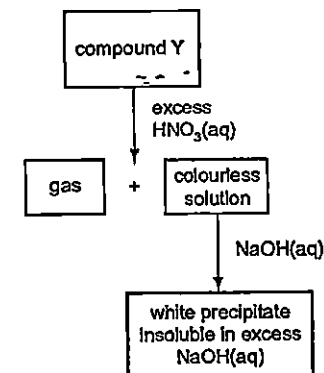 compound Y
excess
HNO₃(aq)
gas + colourless
solution
NaOH(aq)
white precipitate
insoluble in excess
NaOH(aq)